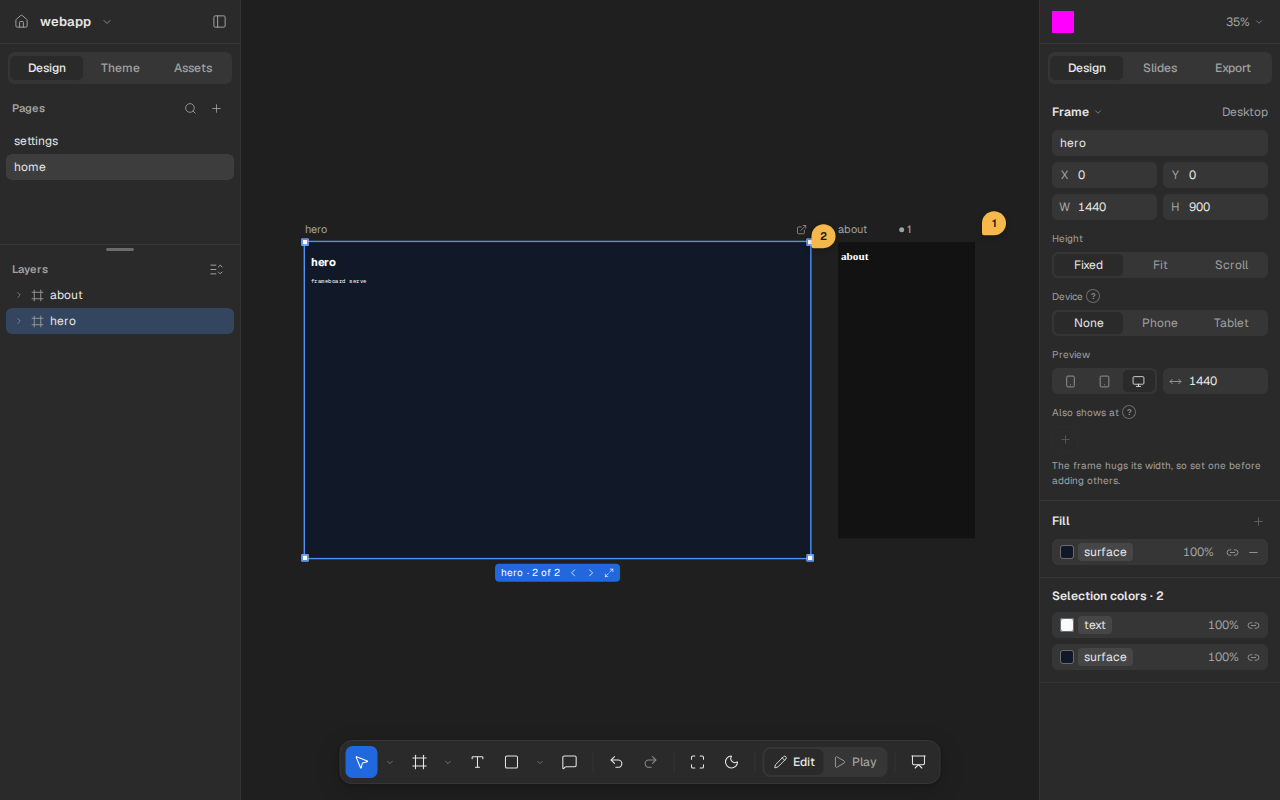 webapp
Design Theme Assets
Pages
settings
home
Layers
about
hero
hero
2
about 1
1
hero
frameboard serve
about
hero · 2 of 2
Edit Play
35%
Design Slides Export
Frame Desktop
hero
X 0 Y 0
W 1440 H 900
Height
Fixed Fit Scroll
Device ?
None Phone Tablet
Preview
1440
Also shows at ?
The frame hugs its width, so set one before
adding others.
Fill
surface 100%
Selection colors · 2
text 100%
surface 100%